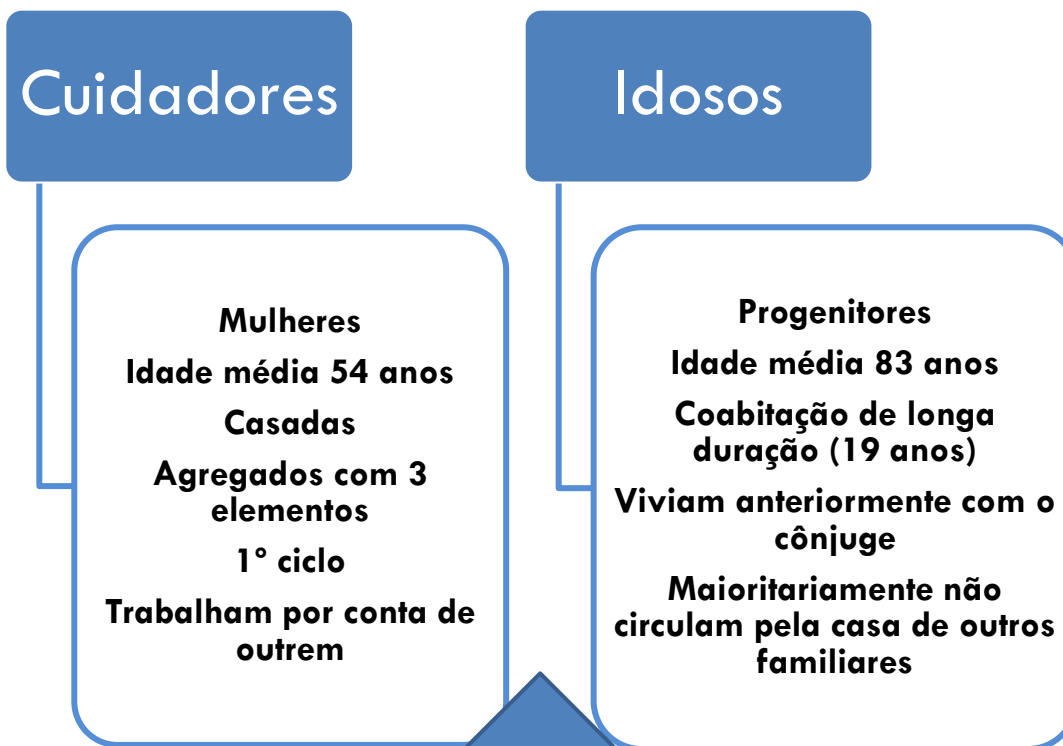 Cuidadores
Mulheres
Idade média 54 anos
Casadas
Agregados com 3
elementos
1º ciclo
Trabalham por conta de
outrem
Idosos
Progenitores
Idade média 83 anos
Coabitação de longa
duração (19 anos)
Viviam anteriormente com o
cônjuge
Maioritariamente não
circulam pela casa de outros
familiares